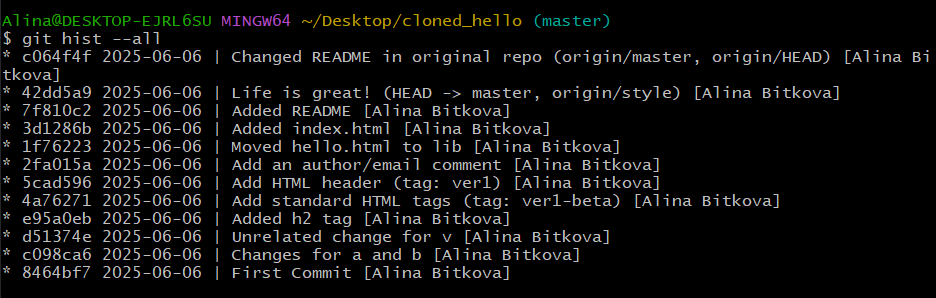 Alina@DESKTOP-EJRL6SU MINGW64 ~/Desktop/cloned_hello (master)
$ git hist --all
* c064f4f 2025-06-06 | Changed README in original repo (origin/master, origin/HEAD) [Alina Bi
tkova]
* 42dd5a9 2025-06-06 | Life is great! (HEAD -> master, origin/style) [Alina Bitkova]
* 7f810c2 2025-06-06 | Added README [Alina Bitkova]
* 3d1286b 2025-06-06 | Added index.html [Alina Bitkova]
* 1f76223 2025-06-06 | Moved hello.html to lib [Alina Bitkova]
* 2fa015a 2025-06-06 | Add an author/email comment [Alina Bitkova]
* 5cad596 2025-06-06 | Add HTML header (tag: ver1) [Alina Bitkova]
* 4a76271 2025-06-06 | Add standard HTML tags (tag: ver1-beta) [Alina Bitkova]
* e95a0eb 2025-06-06 | Added h2 tag [Alina Bitkova]
* d51374e 2025-06-06 | Unrelated change for v [Alina Bitkova]
* c098ca6 2025-06-06 | Changes for a and b [Alina Bitkova]
* 8464bf7 2025-06-06 | First Commit [Alina Bitkova]